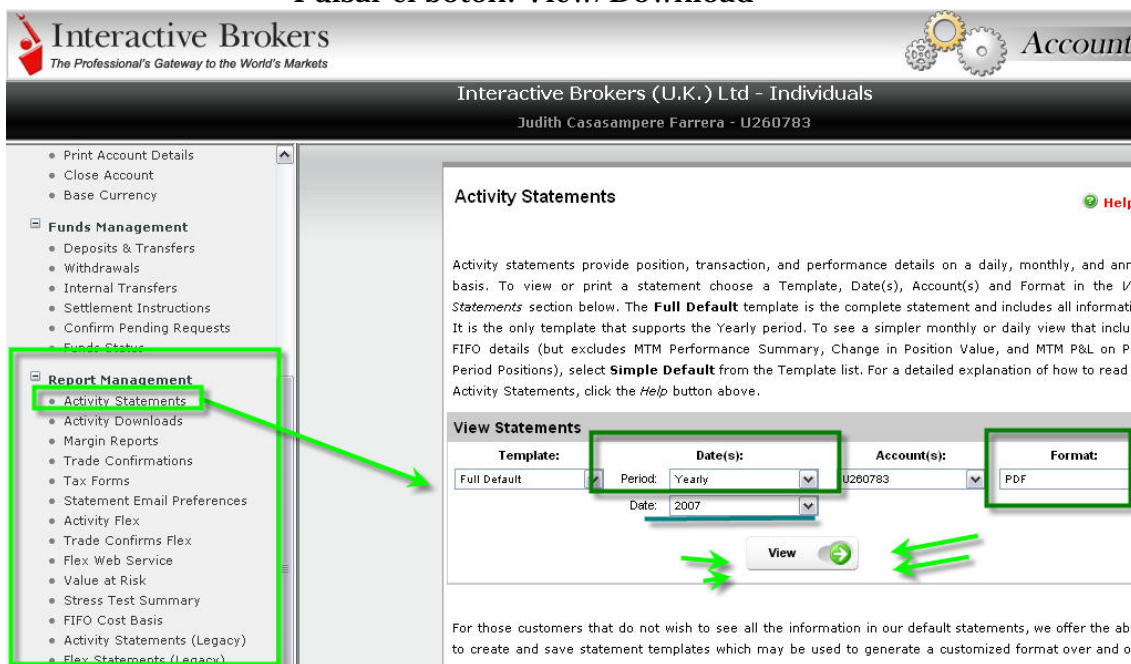 Pulsar el botón: View/Download
Interactive Brokers
The Professional's Gateway to the World's Markets
Account
Interactive Brokers (U.K.) Ltd - Individuals
Judith Casasampere Farrera - U260783
Print Account Details
Close Account
Base Currency
Funds Management
Deposits & Transfers
Withdrawals
Internal Transfers
Settlement Instructions
Confirm Pending Requests
Funds Status
Report Management
Activity Statements
Activity Downloads
Margin Reports
Trade Confirmations
Tax Forms
Statement Email Preferences
Activity Flex
Trade Confirms Flex
Flex Web Service
Value at Risk
Stress Test Summary
FIFO Cost Basis
Activity Statements (Legacy)
Flex Statements (Legacy)
Activity Statements
Help
Activity statements provide position, transaction, and performance details on a daily, monthly, and ann
basis. To view or print a statement choose a Template, Date(s), Account(s) and Format in the V
Statements section below. The Full Default template is the complete statement and includes all informati
It is the only template that supports the Yearly period. To see a simpler monthly or daily view that inclu
FIFO details (but excludes MTM Performance Summary, Change in Position Value, and MTM P&L on P
Period Positions), select Simple Default from the Template list. For a detailed explanation of how to read
Activity Statements, click the Help button above.
View Statements
Template: Date(s): Account(s): Format:
Full Default Period: Yearly U260783 PDF
Date: 2007
View
For those customers that do not wish to see all the information in our default statements, we offer the ab
to create and save statement templates which may be used to generate a customized format over and o